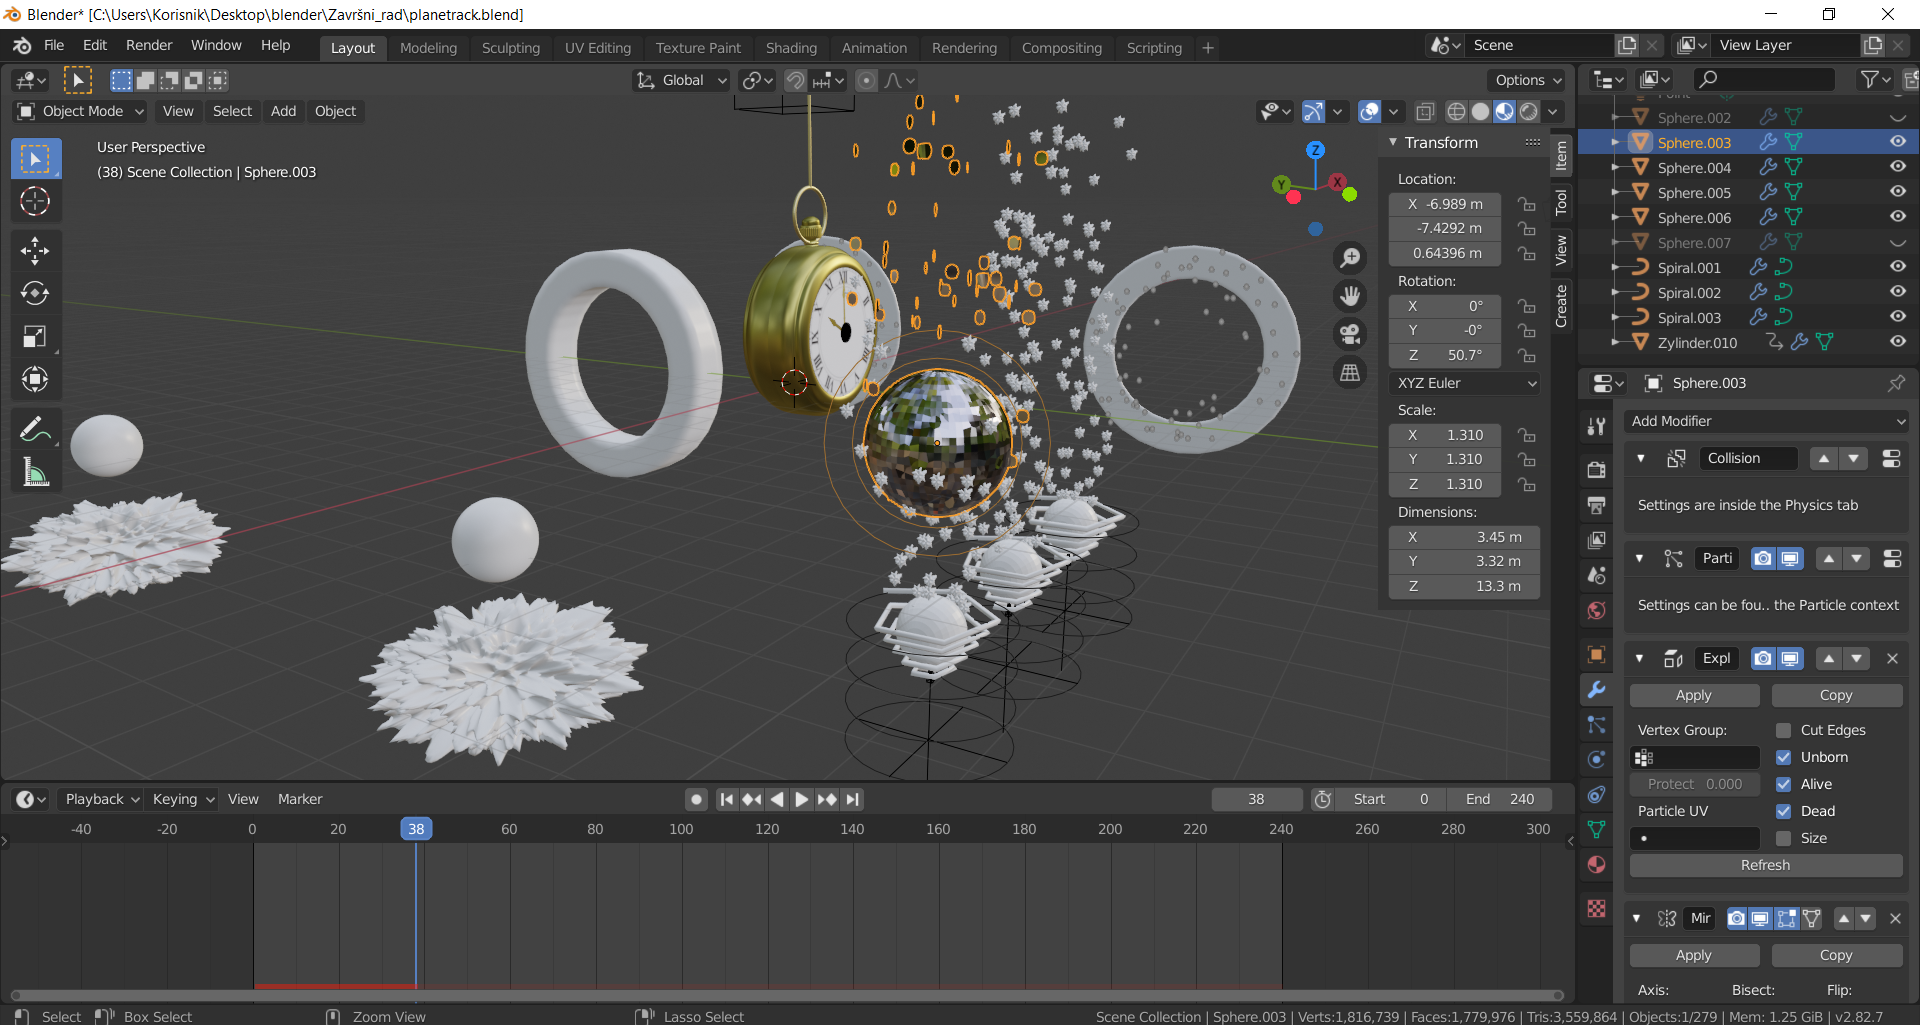 Blender* [C:\Users\Korisnik\Desktop\blender\Završni_rad\planetrack.blend]
File Edit Render Window Help Layout Modeling Sculpting UV Editing Texture Paint Shading Animation Rendering Compositing Scripting + Scene View Layer
Global Options
Object Mode View Select Add Object
User Perspective
(38) Scene Collection | Sphere.003
Z
Y
X
Transform
Location:
X -6.989 m
-7.4292 m
0.64396 m
Rotation:
X 0°
Y -0°
Z 50.7°
XYZ Euler
Scale:
X 1.310
Y 1.310
Z 1.310
Dimensions:
X 3.45 m
Y 3.32 m
Z 13.3 m
Item
Tool
View
Create
Sphere.002
Sphere.003
Sphere.004
Sphere.005
Sphere.006
Sphere.007
Spiral.001
Spiral.002
Spiral.003
Zylinder.010
Sphere.003
Add Modifier
Collision
Settings are inside the Physics tab
Parti
Settings can be fou.. the Particle context
Expl
Apply Copy
Vertex Group: Cut Edges
Unborn
Protect 0.000 Alive
Particle UV Dead
Size
Refresh
Mir
Apply Copy
Axis: Bisect: Flip:
Playback Keying View Marker 38 Start 0 End 240
-40 -20 0 20 38 60 80 100 120 140 160 180 200 220 240 260 280 300
Select Box Select Zoom View Lasso Select Scene Collection | Sphere.003 | Verts:1,816,739 | Faces:1,779,976 | Tris:3,559,864 | Objects:1/279 | Mem: 1.25 GiB | v2.82.7